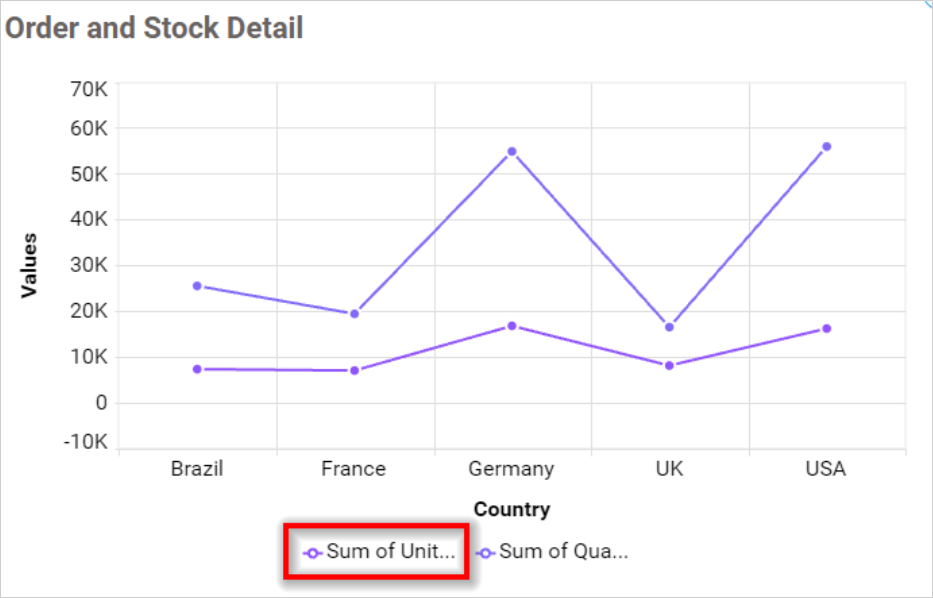 Order and Stock Detail
70K
60K
50K
40K
30K
20K
10K
0
-10K
Values
Brazil France Germany UK USA
Country
Sum of Unit... Sum of Qua...